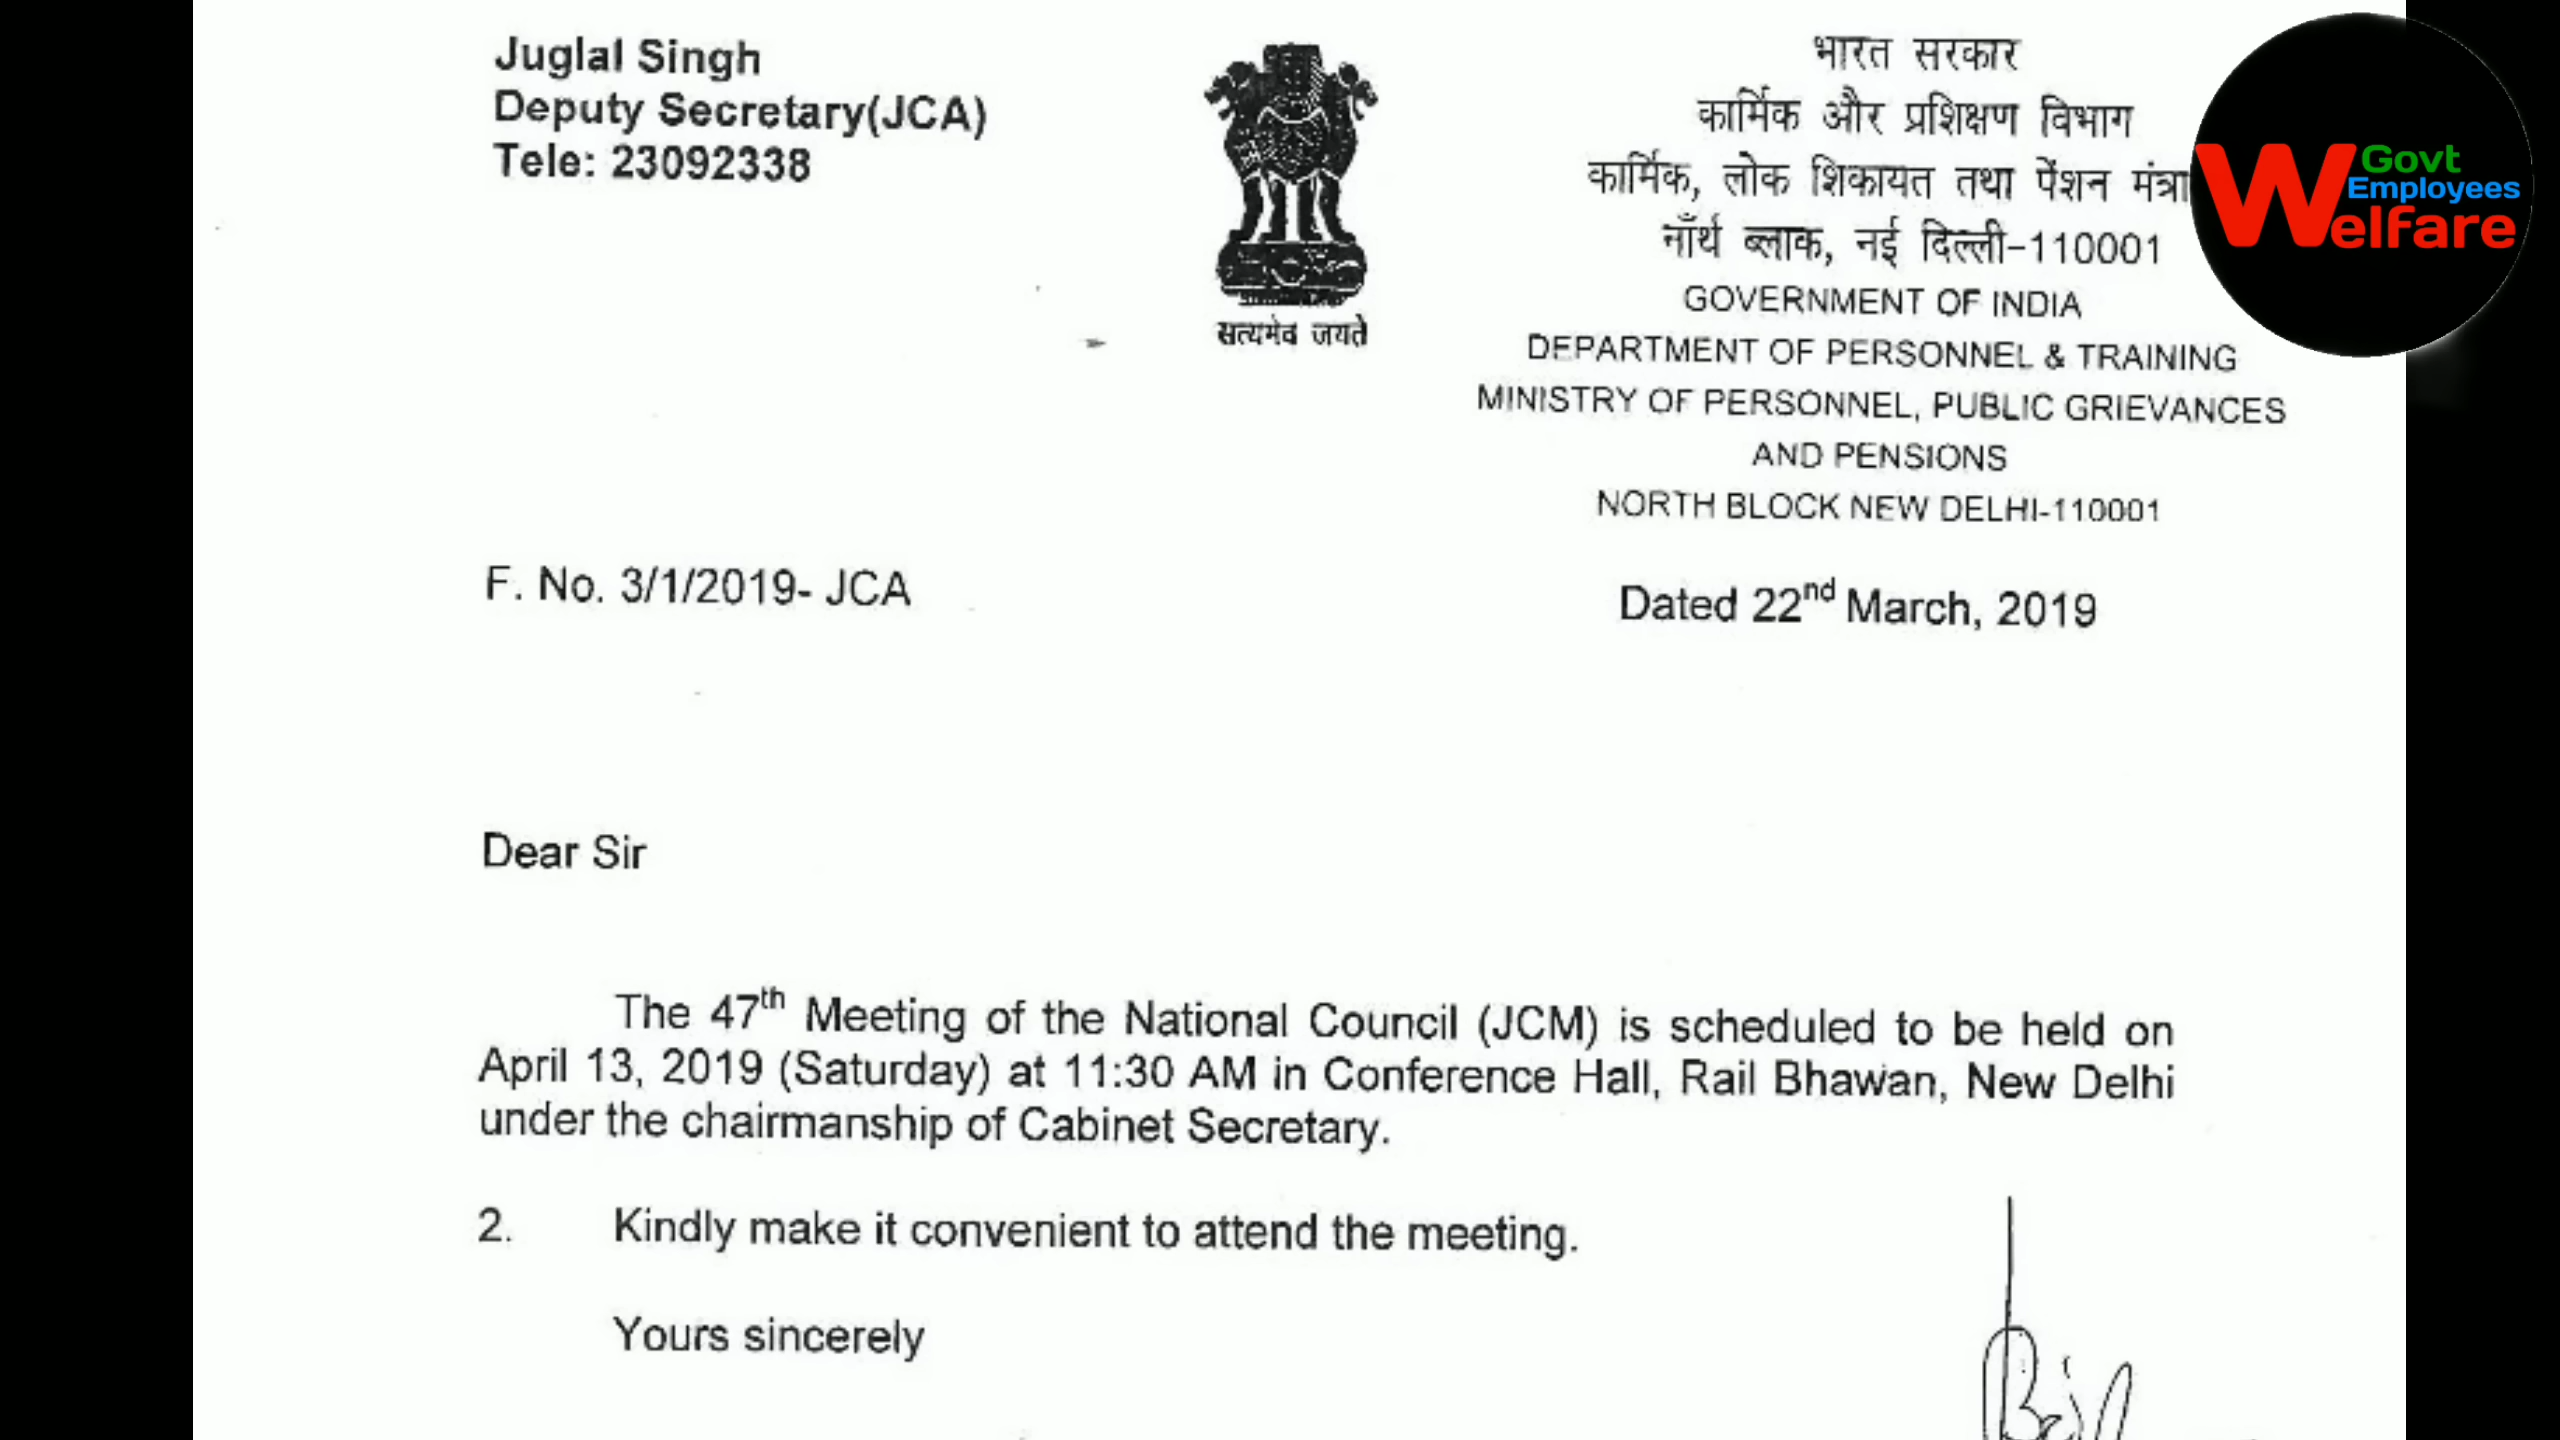 Juglal Singh
Deputy Secretary(JCA)
Tele: 23092338
सत्यमेव जयते
भारत सरकार
कार्मिक और प्रशिक्षण विभाग
कार्मिक, लोक शिकायत तथा पेंशन मंत्रा
नॉर्थ ब्लाक, नई दिल्ली-110001
GOVERNMENT OF INDIA
DEPARTMENT OF PERSONNEL & TRAINING
MINISTRY OF PERSONNEL, PUBLIC GRIEVANCES
AND PENSIONS
NORTH BLOCK NEW DELHI-110001
Govt
Employees
Welfare
F. No. 3/1/2019- JCA
Dated 22nd March, 2019
Dear Sir
The 47th Meeting of the National Council (JCM) is scheduled to be held on
April 13, 2019 (Saturday) at 11:30 AM in Conference Hall, Rail Bhawan, New Delhi
under the chairmanship of Cabinet Secretary.
2. Kindly make it convenient to attend the meeting.
Yours sincerely